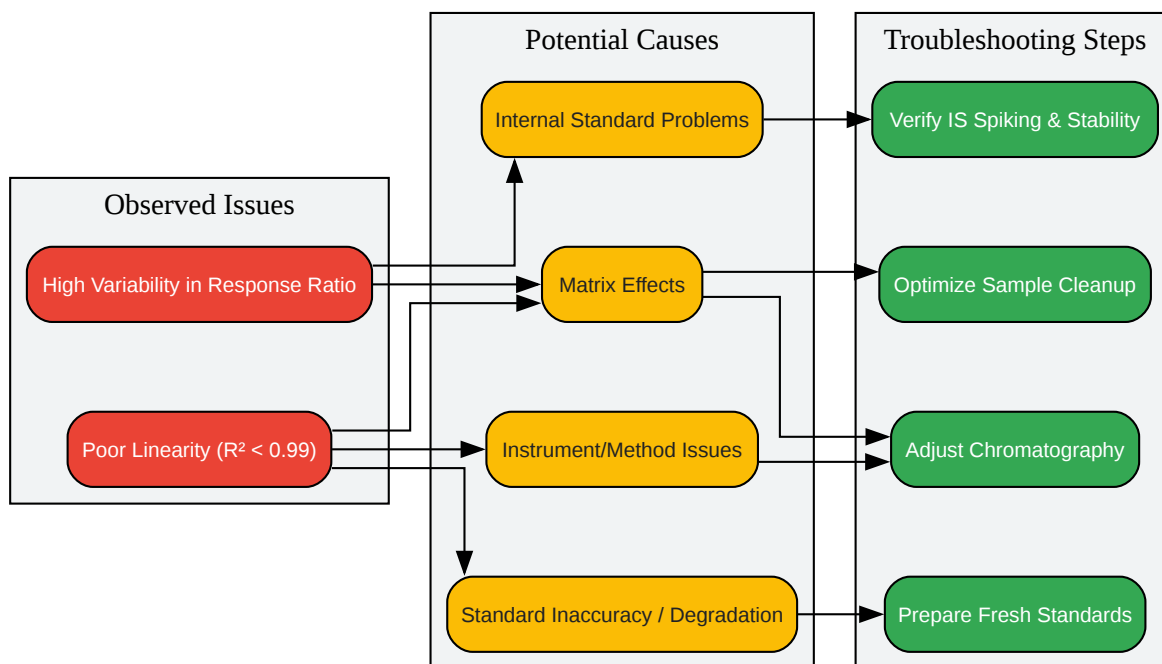 Observed Issues
High Variability in Response Ratio
Poor Linearity (R² < 0.99)
Potential Causes
Internal Standard Problems
Matrix Effects
Instrument/Method Issues
Standard Inaccuracy / Degradation
Troubleshooting Steps
Verify IS Spiking & Stability
Optimize Sample Cleanup
Adjust Chromatography
Prepare Fresh Standards